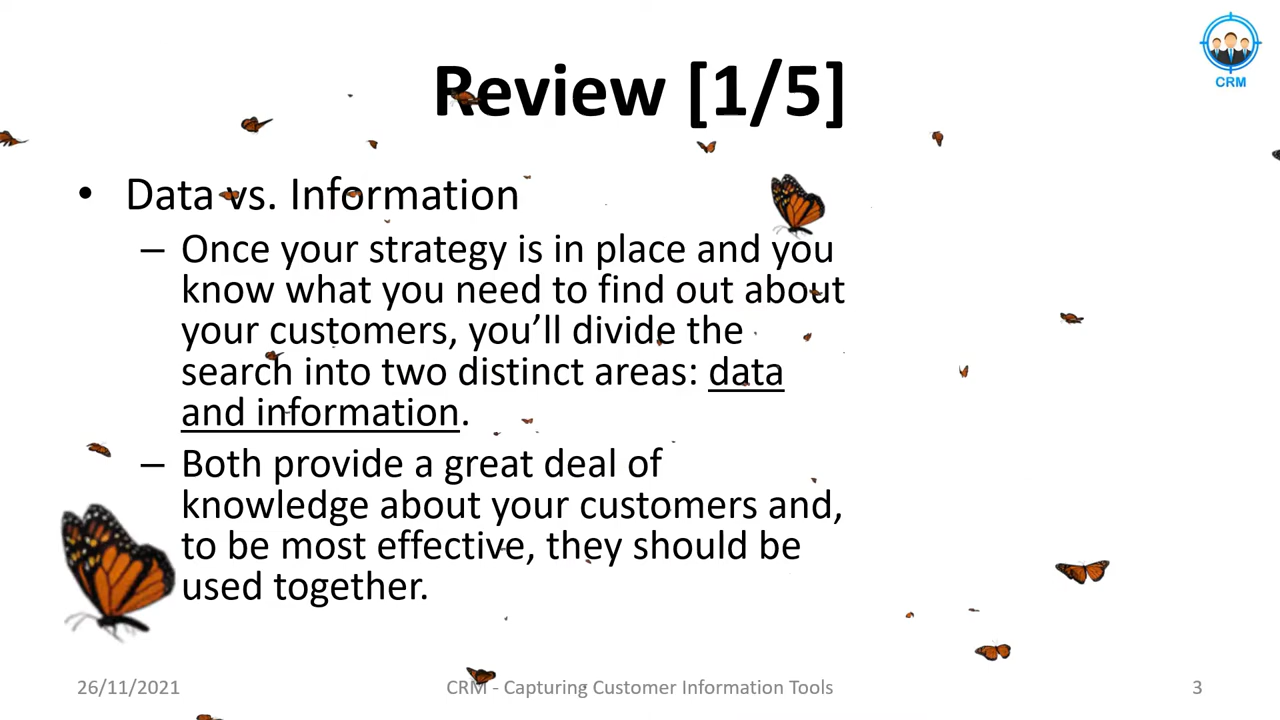 CRM
Review [1/5]
• Data vs. Information
– Once your strategy is in place and you
know what you need to find out about
your customers, you’ll divide the
search into two distinct areas: data
and information.
– Both provide a great deal of
knowledge about your customers and,
to be most effective, they should be
used together.
26/11/2021
CRM - Capturing Customer Information Tools
3